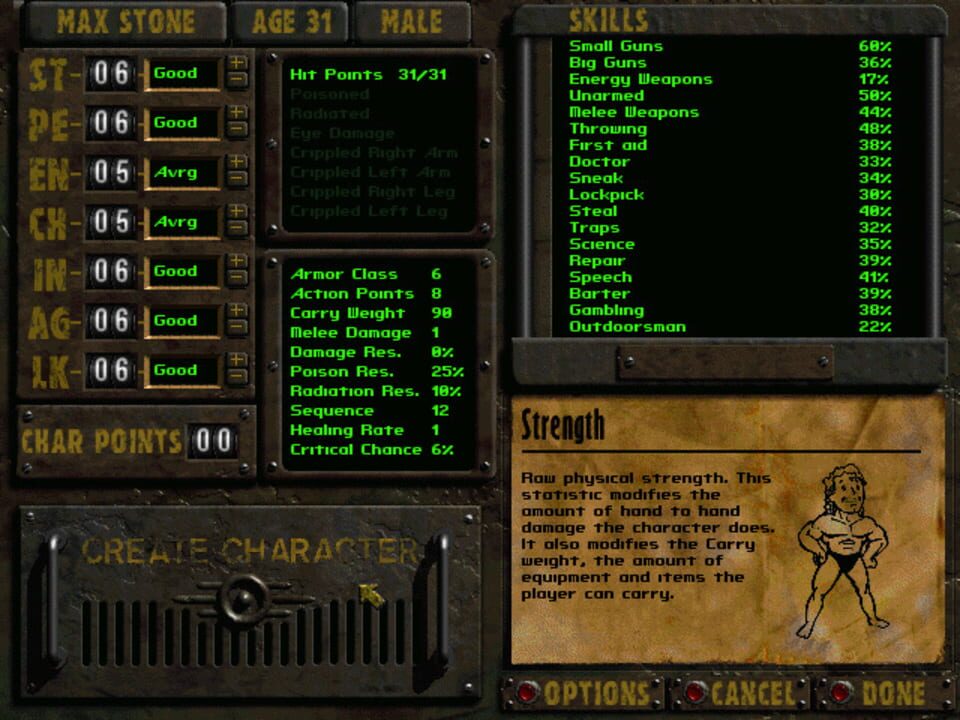 MAX STONE
AGE 31
MALE
ST- 06 Good
PE- 06 Good
EN- 05 Avrg
CH- 05 Avrg
IN- 06 Good
AG- 06 Good
LK- 06 Good
CHAR POINTS 00
Hit Points 31/31
Poisoned
Radiated
Eye Damage
Crippled Right Arm
Crippled Left Arm
Crippled Right Leg
Crippled Left Leg
Armor Class 6
Action Points 8
Carry Weight 90
Melee Damage 1
Damage Res. 0%
Poison Res. 25%
Radiation Res. 10%
Sequence 12
Healing Rate 1
Critical Chance 6%
CREATE CHARACTER
SKILLS
Small Guns 60%
Big Guns 36%
Energy Weapons 17%
Unarmed 50%
Melee Weapons 44%
Throwing 48%
First aid 38%
Doctor 33%
Sneak 34%
Lockpick 30%
Steal 40%
Traps 32%
Science 35%
Repair 39%
Speech 41%
Barter 39%
Gambling 38%
Outdoorsman 22%
Strength
Raw physical strength. This
statistic modifies the
amount of hand to hand
damage the character does.
It also modifies the Carry
weight, the amount of
equipment and items the
player can carry.
OPTIONS
CANCEL
DONE